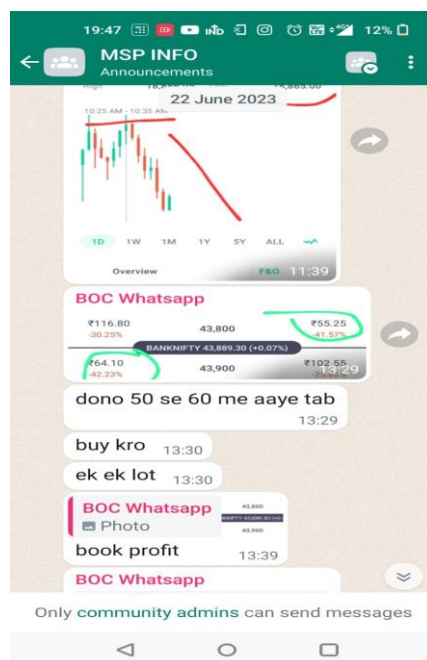 19:47
12%
MSP INFO
Announcements
22 June 2023
10:25 AM - 10:35 AM
1D 1W 1M 1Y 5Y ALL
Overview F&O 11:39
BOC Whatsapp
₹116.80 43,800 ₹55.25
-30.25% -41.57%
BANKNIFTY 43,889.30 (+0.07%)
₹64.10 43,900 ₹102.55
-42.23% 13:29
dono 50 se 60 me aaye tab
13:29
buy kro 13:30
ek ek lot 13:30
BOC Whatsapp
Photo
43,800
43,900
book profit 13:39
BOC Whatsapp
Only community admins can send messages